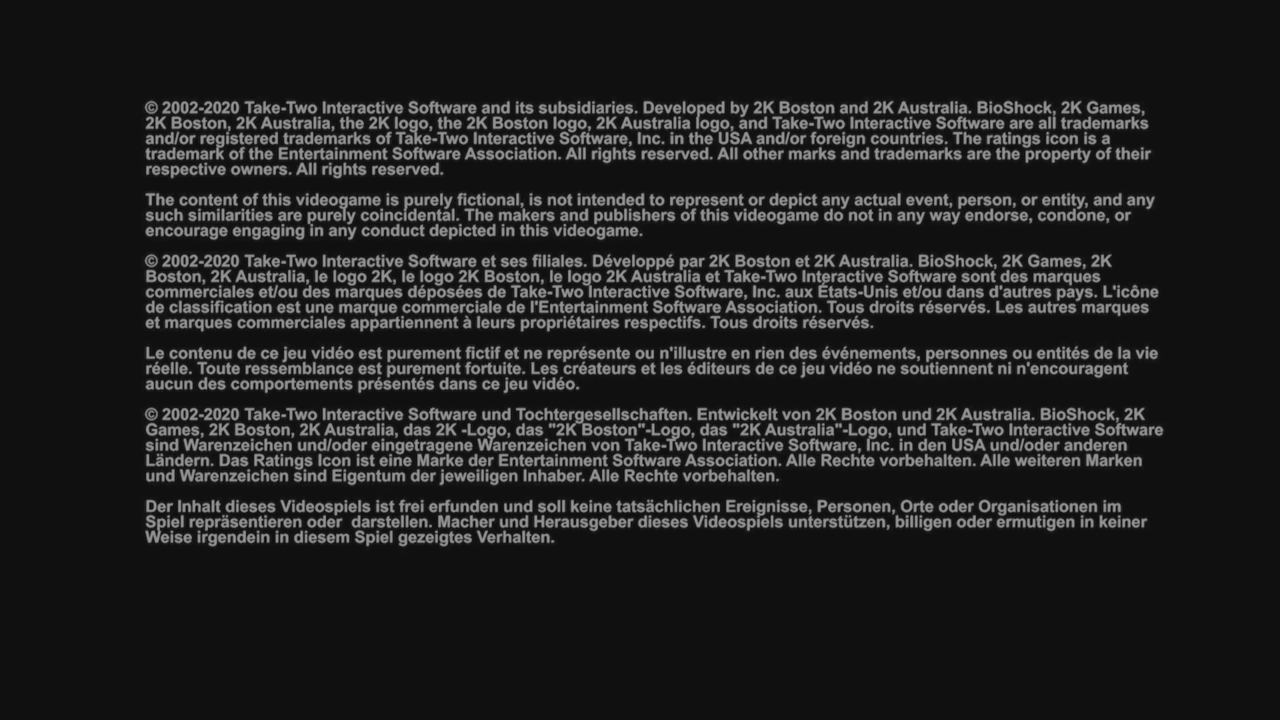 © 2002-2020 Take-Two Interactive Software and its subsidiaries. Developed by 2K Boston and 2K Australia. BioShock, 2K Games,
2K Boston, 2K Australia, the 2K logo, the 2K Boston logo, 2K Australia logo, and Take-Two Interactive Software are all trademarks
and/or registered trademarks of Take-Two Interactive Software, Inc. in the USA and/or foreign countries. The ratings icon is a
trademark of the Entertainment Software Association. All rights reserved. All other marks and trademarks are the property of their
respective owners. All rights reserved.
The content of this videogame is purely fictional, is not intended to represent or depict any actual event, person, or entity, and any
such similarities are purely coincidental. The makers and publishers of this videogame do not in any way endorse, condone, or
encourage engaging in any conduct depicted in this videogame.
© 2002-2020 Take-Two Interactive Software et ses filiales. Développé par 2K Boston et 2K Australia. BioShock, 2K Games, 2K
Boston, 2K Australia, le logo 2K, le logo 2K Boston, le logo 2K Australia et Take-Two Interactive Software sont des marques
commerciales et/ou des marques déposées de Take-Two Interactive Software, Inc. aux États-Unis et/ou dans d'autres pays. L'icône
de classification est une marque commerciale de l'Entertainment Software Association. Tous droits réservés. Les autres marques
et marques commerciales appartiennent à leurs propriétaires respectifs. Tous droits réservés.
Le contenu de ce jeu vidéo est purement fictif et ne représente ou n'illustre en rien des événements, personnes ou entités de la vie
réelle. Toute ressemblance est purement fortuite. Les créateurs et les éditeurs de ce jeu vidéo ne soutiennent ni n'encouragent
aucun des comportements présentés dans ce jeu vidéo.
© 2002-2020 Take-Two Interactive Software und Tochtergesellschaften. Entwickelt von 2K Boston und 2K Australia. BioShock, 2K
Games, 2K Boston, 2K Australia, das 2K -Logo, das "2K Boston"-Logo, das "2K Australia"-Logo, und Take-Two Interactive Software
sind Warenzeichen und/oder eingetragene Warenzeichen von Take-Two Interactive Software, Inc. in den USA und/oder anderen
Ländern. Das Ratings Icon ist eine Marke der Entertainment Software Association. Alle Rechte vorbehalten. Alle weiteren Marken
und Warenzeichen sind Eigentum der jeweiligen Inhaber. Alle Rechte vorbehalten.
Der Inhalt dieses Videospiels ist frei erfunden und soll keine tatsächlichen Ereignisse, Personen, Orte oder Organisationen im
Spiel repräsentieren oder  darstellen. Macher und Herausgeber dieses Videospiels unterstützen, billigen oder ermutigen in keiner
Weise irgendein in diesem Spiel gezeigtes Verhalten.